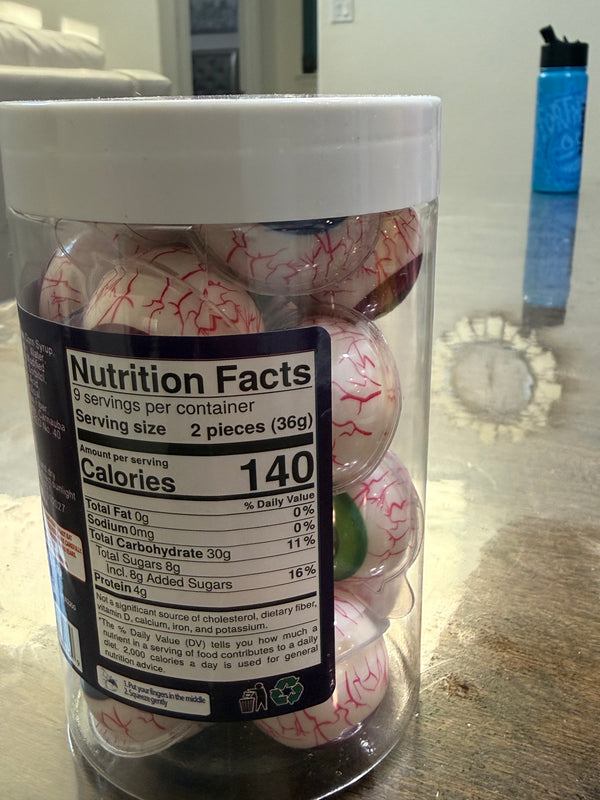 Nutrition Facts
9 servings per container
Serving size 2 pieces (36g)
Amount per serving
Calories 140
% Daily Value
Total Fat 0g 0%
Sodium 0mg 0%
Total Carbohydrate 30g 11%
Total Sugars 8g
Incl. 8g Added Sugars 16%
Protein 4g
Not a significant source of cholesterol, dietary fiber,
vitamin D, calcium, iron, and potassium.
*The % Daily Value (DV) tells you how much a
nutrient in a serving of food contributes to a daily
diet. 2,000 calories a day is used for general
nutrition advice.
1.Put your fingers in the middle
2.Squeeze gently
Syrup,
Water,
No. 40